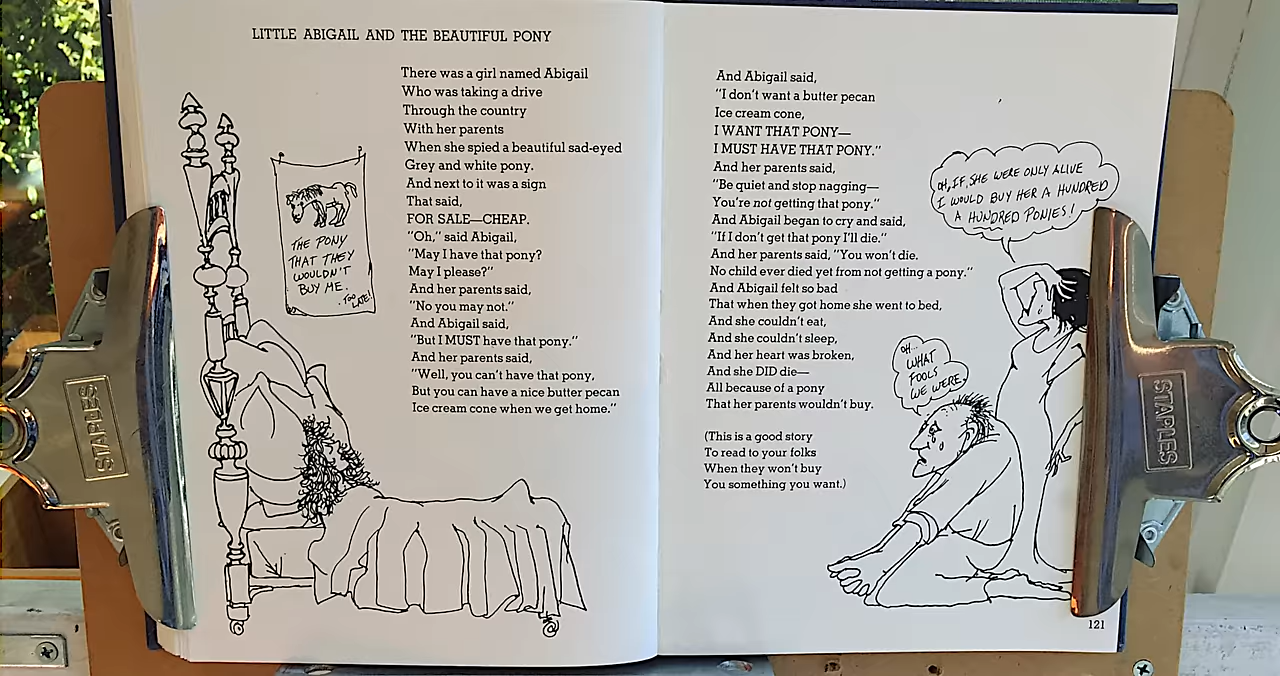 LITTLE ABIGAIL AND THE BEAUTIFUL PONY
There was a girl named Abigail
Who was taking a drive
Through the country
With her parents
When she spied a beautiful sad-eyed
Grey and white pony.
And next to it was a sign
That said,
FOR SALE—CHEAP.
"Oh," said Abigail,
"May I have that pony?
May I please?"
And her parents said,
"No you may not."
And Abigail said,
"But I MUST have that pony."
And her parents said,
"Well, you can't have that pony,
But you can have a nice butter pecan
Ice cream cone when we get home."
THE PONY
THAT THEY
WOULDN'T
BUY ME.
.TOO
LATE!
STAPLES
And Abigail said,
"I don't want a butter pecan
Ice cream cone,
I WANT THAT PONY—
I MUST HAVE THAT PONY."
And her parents said,
"Be quiet and stop nagging—
You're not getting that pony."
And Abigail began to cry and said,
"If I don't get that pony I'll die."
And her parents said, "You won't die.
No child ever died yet from not getting a pony."
And Abigail felt so bad
That when they got home she went to bed,
And she couldn't eat,
And she couldn't sleep,
And her heart was broken,
And she DID die—
All because of a pony
That her parents wouldn't buy.
(This is a good story
To read to your folks
When they won't buy
You something you want.)
OH, IF SHE WERE ONLY ALIVE
I WOULD BUY HER A HUNDRED
A HUNDRED PONIES!
OH...
WHAT
FOOLS
WE WERE.
STAPLES
121